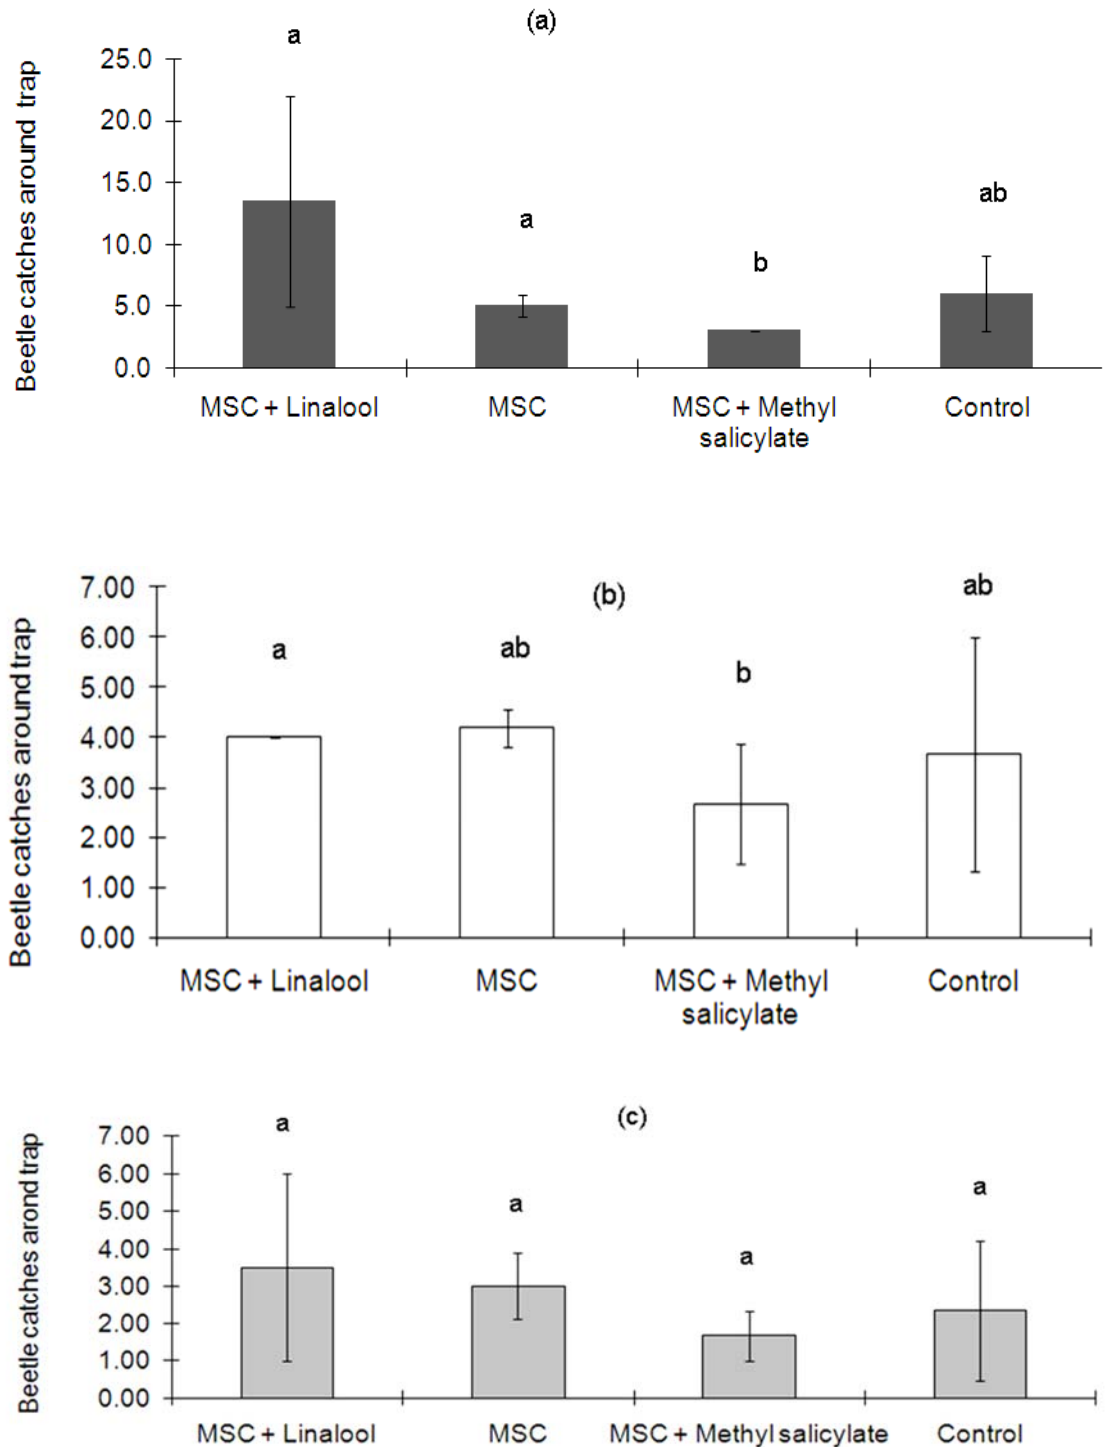 (a)
Beetle catches around trap
25.0
20.0
15.0
10.0
5.0
0.0
a
a
b
ab
MSC + Linalool
MSC
MSC + Methyl
salicylate
Control
(b)
Beetle catches around trap
7.00
6.00
5.00
4.00
3.00
2.00
1.00
0.00
a
ab
b
ab
MSC + Linalool
MSC
MSC + Methyl
salicylate
Control
(c)
Beetle catches arond trap
7.00
6.00
5.00
4.00
3.00
2.00
1.00
0.00
a
a
a
a
MSC + Linalool
MSC
MSC + Methyl salicylate
Control